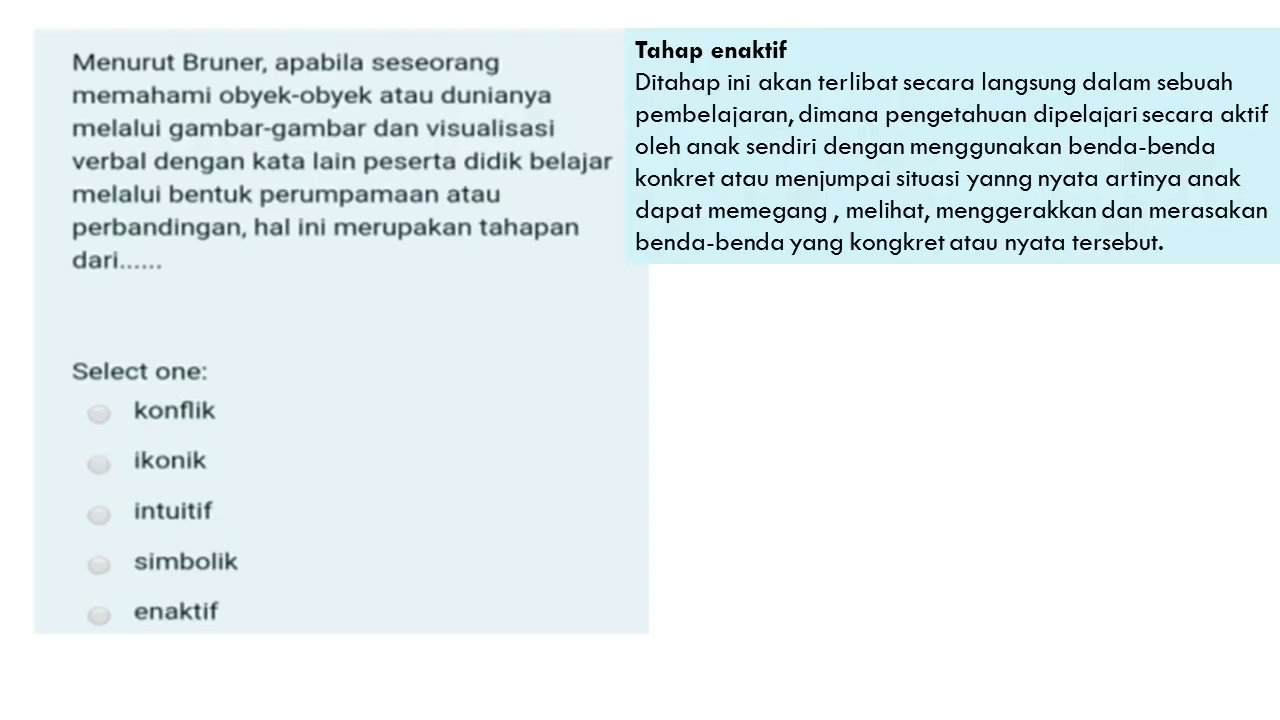 Menurut Bruner, apabila seseorang
memahami obyek-obyek atau dunianya
melalui gambar-gambar dan visualisasi
verbal dengan kata lain peserta didik belajar
melalui bentuk perumpamaan atau
perbandingan, hal ini merupakan tahapan
dari......
Select one:
konflik
ikonik
intuitif
simbolik
enaktif
Tahap enaktif
Ditahap ini akan terlibat secara langsung dalam sebuah
pembelajaran, dimana pengetahuan dipelajari secara aktif
oleh anak sendiri dengan menggunakan benda-benda
konkret atau menjumpai situasi yanng nyata artinya anak
dapat memegang , melihat, menggerakkan dan merasakan
benda-benda yang kongkret atau nyata tersebut.